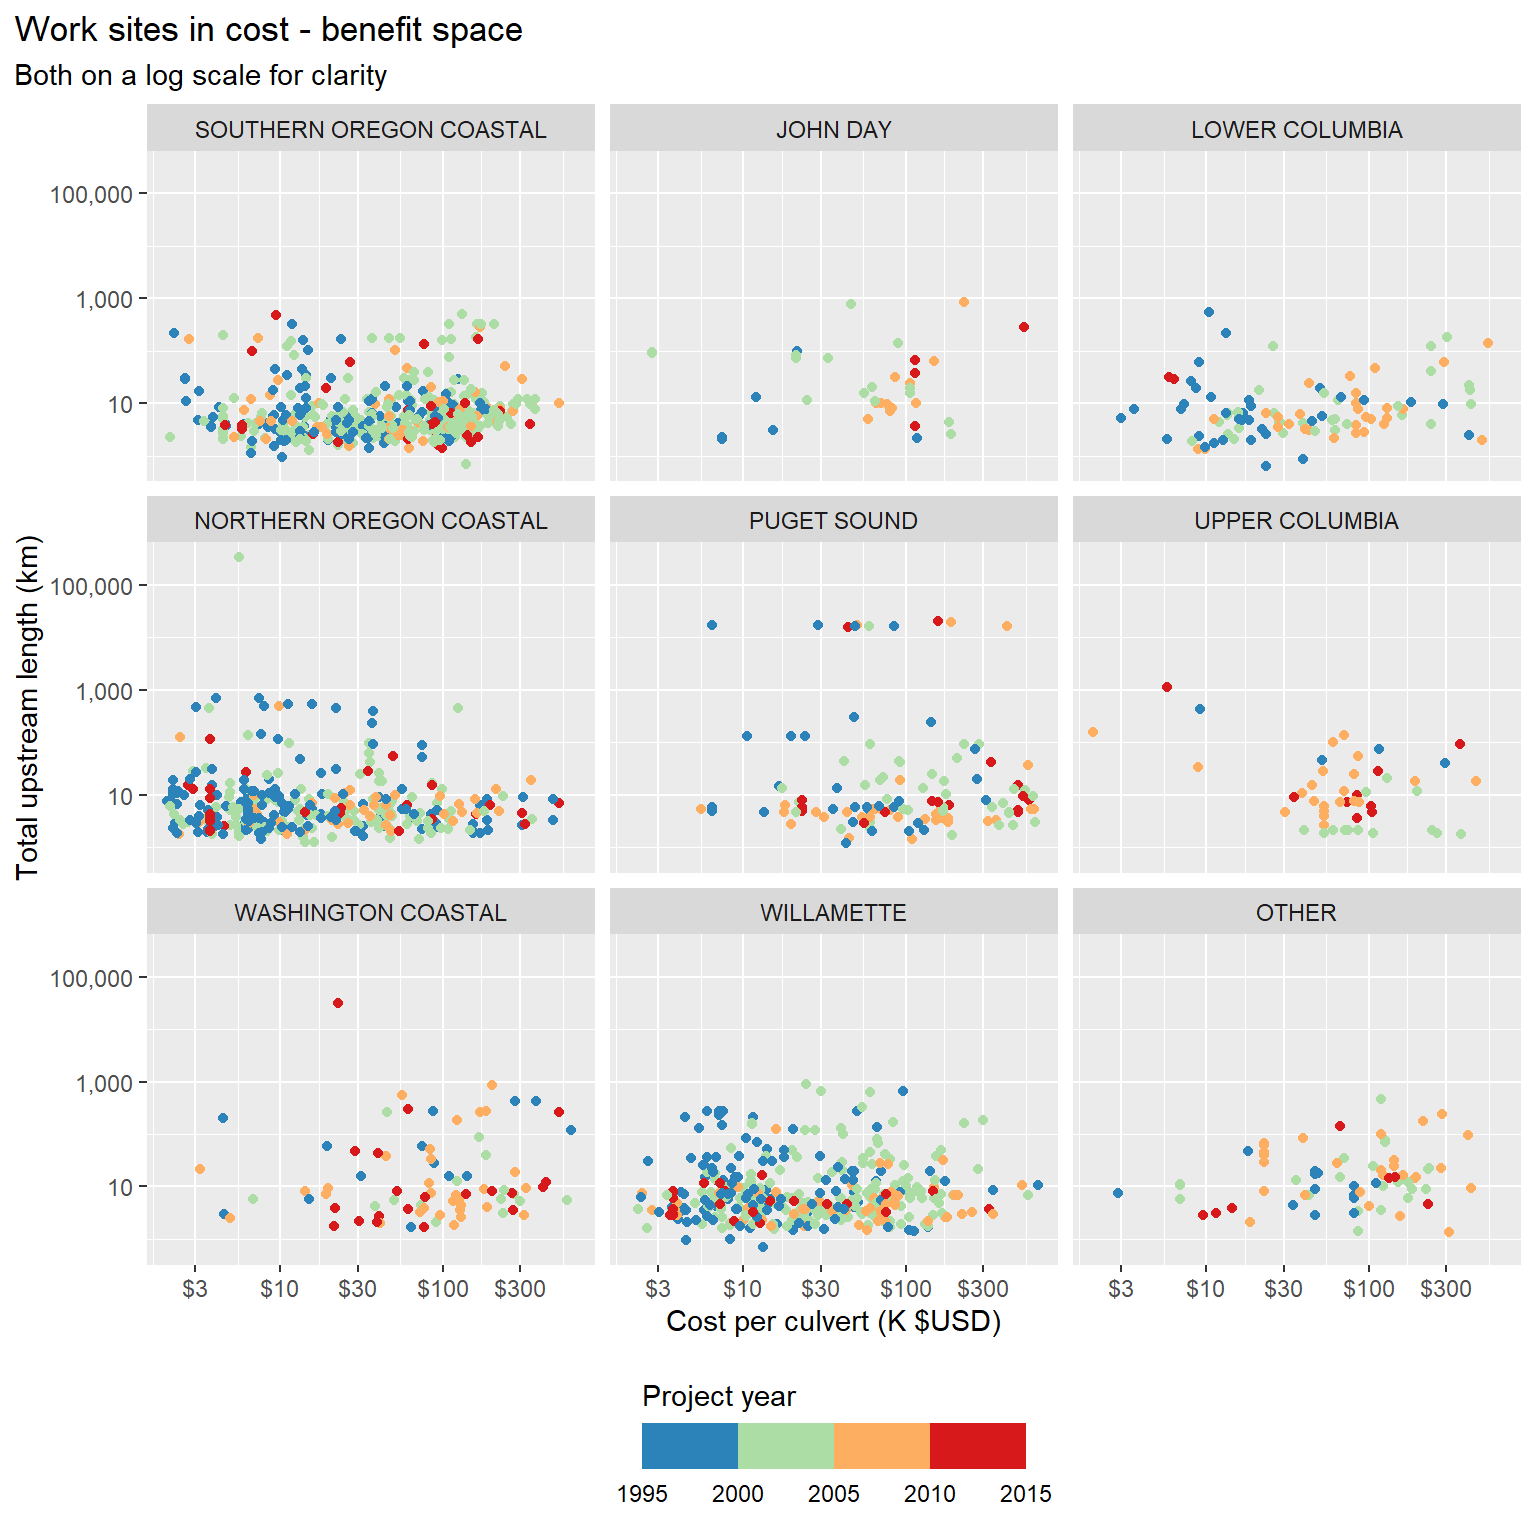 Work sites in cost - benefit space
Both on a log scale for clarity
SOUTHERN OREGON COASTAL
JOHN DAY
LOWER COLUMBIA
100,000
1,000
10
NORTHERN OREGON COASTAL
PUGET SOUND
UPPER COLUMBIA
Total upstream length (km)
100,000
1,000
10
WASHINGTON COASTAL
WILLAMETTE
OTHER
100,000
1,000
10
$3 $10 $30 $100 $300 $3 $10 $30 $100 $300 $3 $10 $30 $100 $300
Cost per culvert (K $USD)
Project year
1995 2000 2005 2010 2015